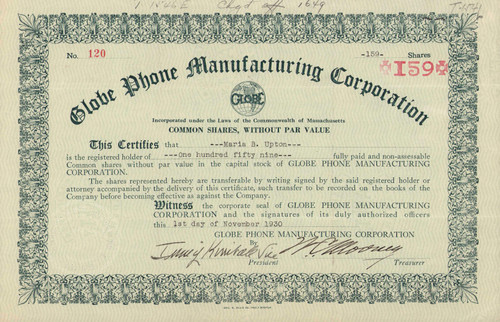 Chgd off 1649
No. 120 -159- Shares
159
Globe Phone Manufacturing Corporation
GLOBE
Incorporated under the Laws of the Commonwealth of Massachusetts
COMMON SHARES, WITHOUT PAR VALUE
This Certifies that ---Maria B. Upton---
is the registered holder of ---One hundred fifty nine--- fully paid and non-assessable
Common shares without par value in the capital stock of GLOBE PHONE MANUFACTURING
CORPORATION.
The shares represented hereby are transferable by writing signed by the said registered holder or
attorney accompanied by the delivery of this certificate, such transfer to be recorded on the books of the
Company before becoming effective as against the Company.
Witness the corporate seal of GLOBE PHONE MANUFACTURING
CORPORATION and the signatures of its duly authorized officers
this 1st day of November 1930
GLOBE PHONE MANUFACTURING CORPORATION
By
President Treasurer